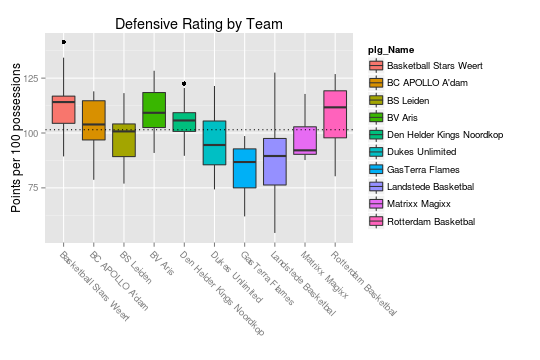 Defensive Rating by Team
Points per 100 possessions
125
100
75
Basketball Stars Weert
BC APOLLO A'dam
BS Leiden
BV Aris
Den Helder Kings Noordkop
Dukes Unlimited
GasTerra Flames
Landstede Basketbal
Matrixx Magixx
Rotterdam Basketbal
plg_Name
Basketball Stars Weert
BC APOLLO A'dam
BS Leiden
BV Aris
Den Helder Kings Noordkop
Dukes Unlimited
GasTerra Flames
Landstede Basketbal
Matrixx Magixx
Rotterdam Basketbal